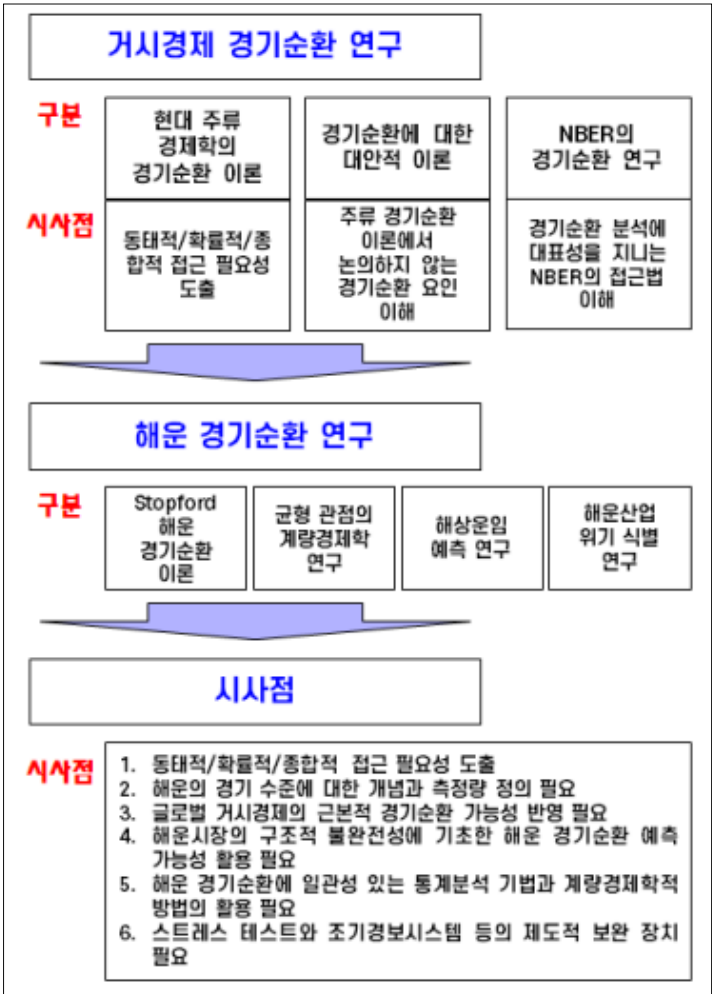 거시경제 경기순환 연구
구분
현대 주류
경제학의
경기순환 이론
경기순환에 대한
대안적 이론
NBER의
경기순환 연구
시사점
동태적/확률적/종
합적 접근 필요성
도출
주류 경기순환
이론에서
논의하지 않는
경기순환 요인
이해
경기순환 분석에
대표성을 지니는
NBER의 접근법
이해
해운 경기순환 연구
구분
Stopford
해운
경기순환
이론
균형 관점의
계량경제학
연구
해상운임
예측 연구
해운산업
위기 식별
연구
시사점
시사점
1. 동태적/확률적/종합적 접근 필요성 도출
2. 해운의 경기 수준에 대한 개념과 측정량 정의 필요
3. 글로벌 거시경제의 근본적 경기순환 가능성 반영 필요
4. 해운시장의 구조적 불완전성에 기초한 해운 경기순환 예측
가능성 활용 필요
5. 해운 경기순환에 일관성 있는 통계분석 기법과 계량경제학적
방법의 활용 필요
6. 스트레스 테스트와 조기경보시스템 등의 제도적 보완 장치
필요